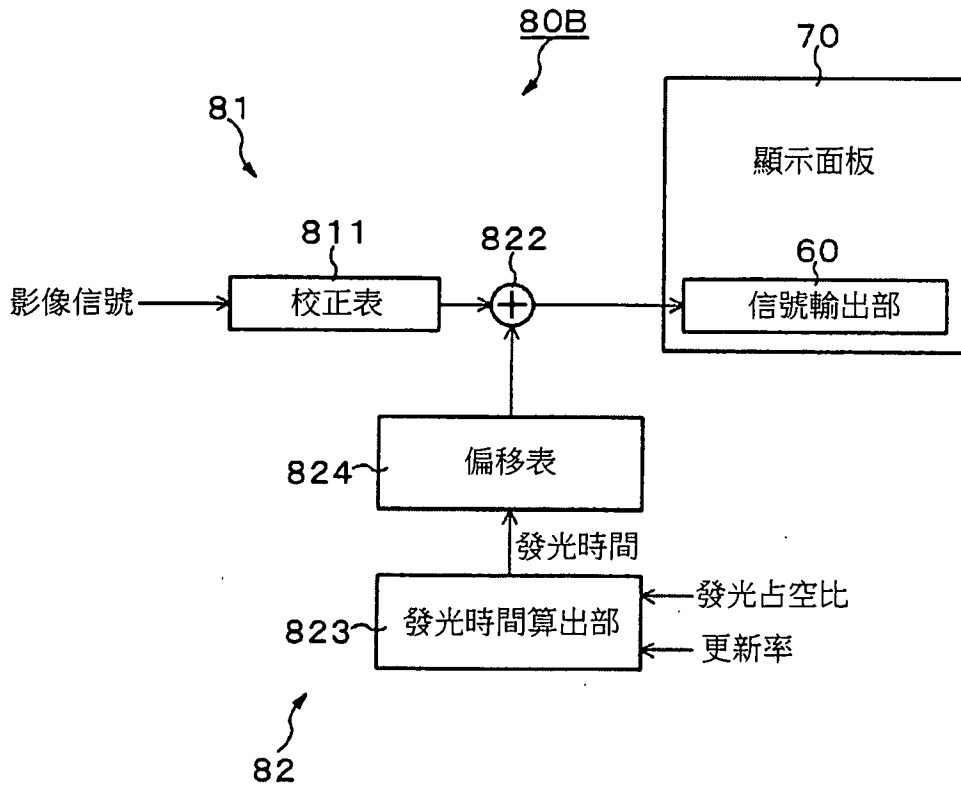 80B
70
81
顯示面板
811
822
60
影像信號
校正表
信號輸出部
824
偏移表
發光時間
823
發光時間算出部
發光占空比
更新率
82